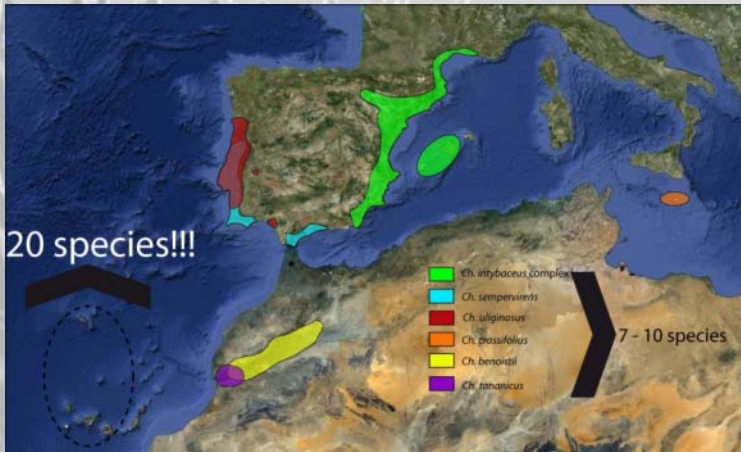 20 species!!!
Ch. intybaceus complex
Ch. sempervirens
Ch. uliginosus
Ch. crassifolius
Ch. benoistii
Ch. tananicus
7 - 10 species